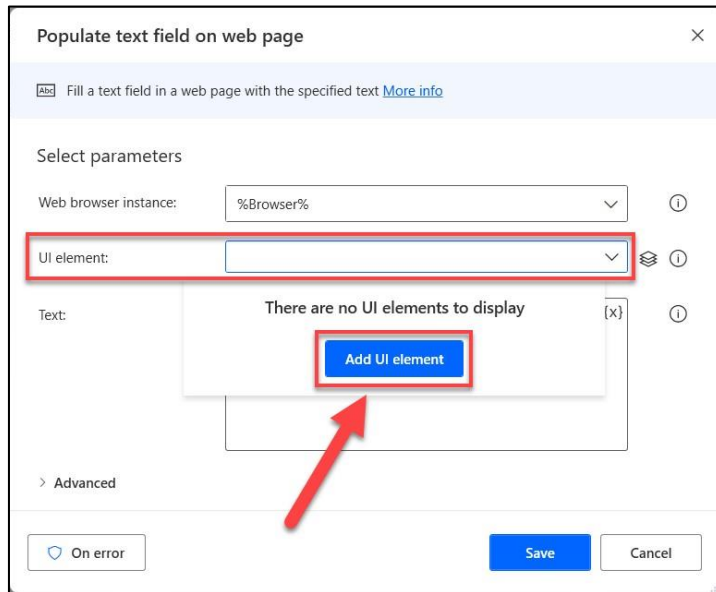 Populate text field on web page
Abc Fill a text field in a web page with the specified text More info
Select parameters
Web browser instance: %Browser%
UI element:
There are no UI elements to display
Text: {x}
Add UI element
Advanced
On error Save Cancel